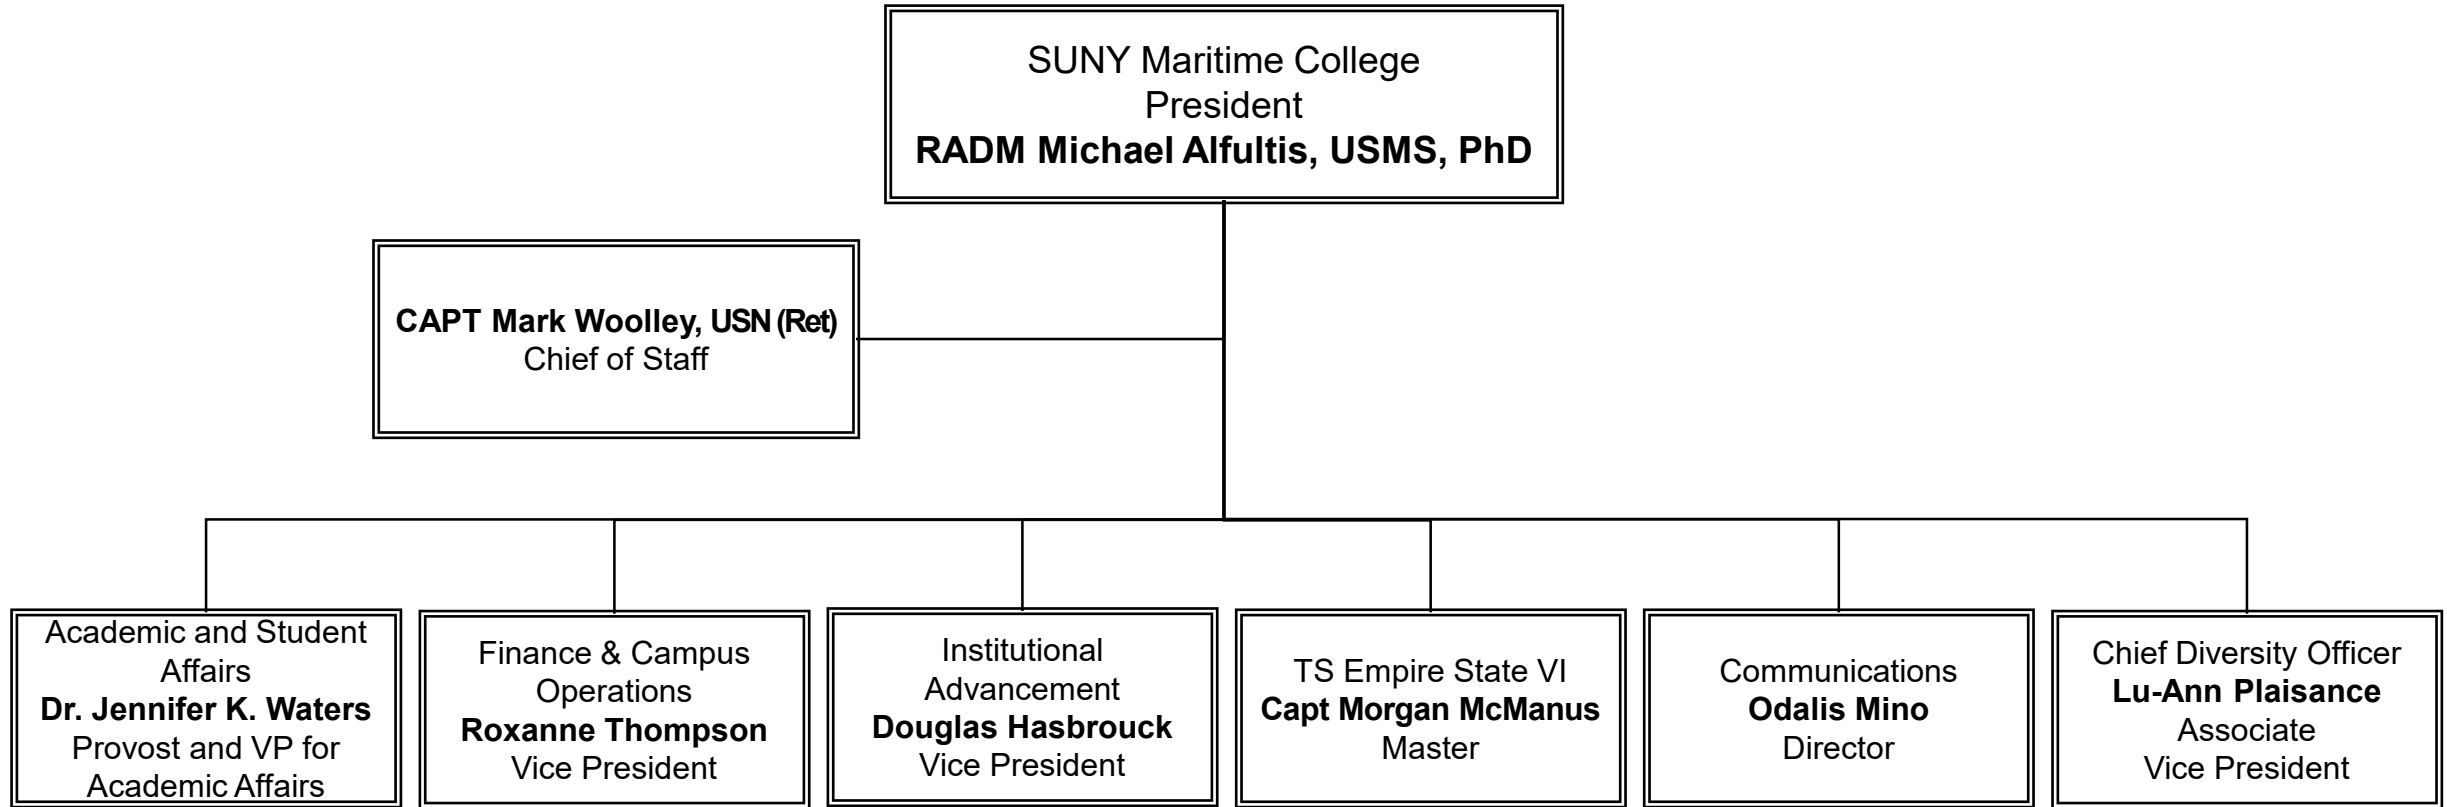 SUNY Maritime College
President
RADM Michael Alfultis, USMS, PhD
CAPT Mark Woolley, USN (Ret)
Chief of Staff
Academic and Student
Affairs
Dr. Jennifer K. Waters
Provost and VP for
Academic Affairs
Finance & Campus
Operations
Roxanne Thompson
Vice President
Institutional
Advancement
Douglas Hasbrouck
Vice President
TS Empire State VI
Capt Morgan McManus
Master
Communications
Odalis Mino
Director
Chief Diversity Officer
Lu-Ann Plaisance
Associate
Vice President